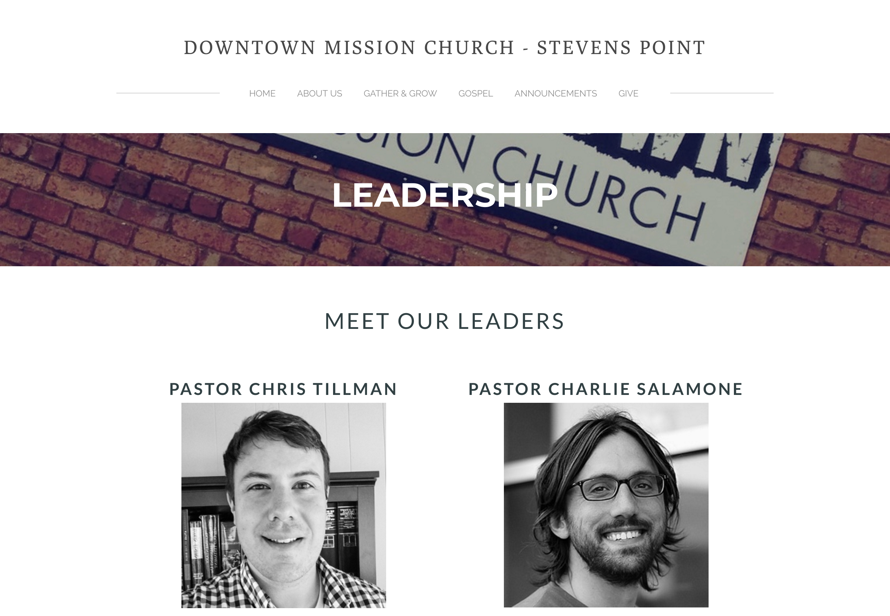 DOWNTOWN MISSION CHURCH - STEVENS POINT
HOME ABOUT US GATHER & GROW GOSPEL ANNOUNCEMENTS GIVE
CHURCH
LEADERSHIP
MEET OUR LEADERS
PASTOR CHRIS TILLMAN PASTOR CHARLIE SALAMONE